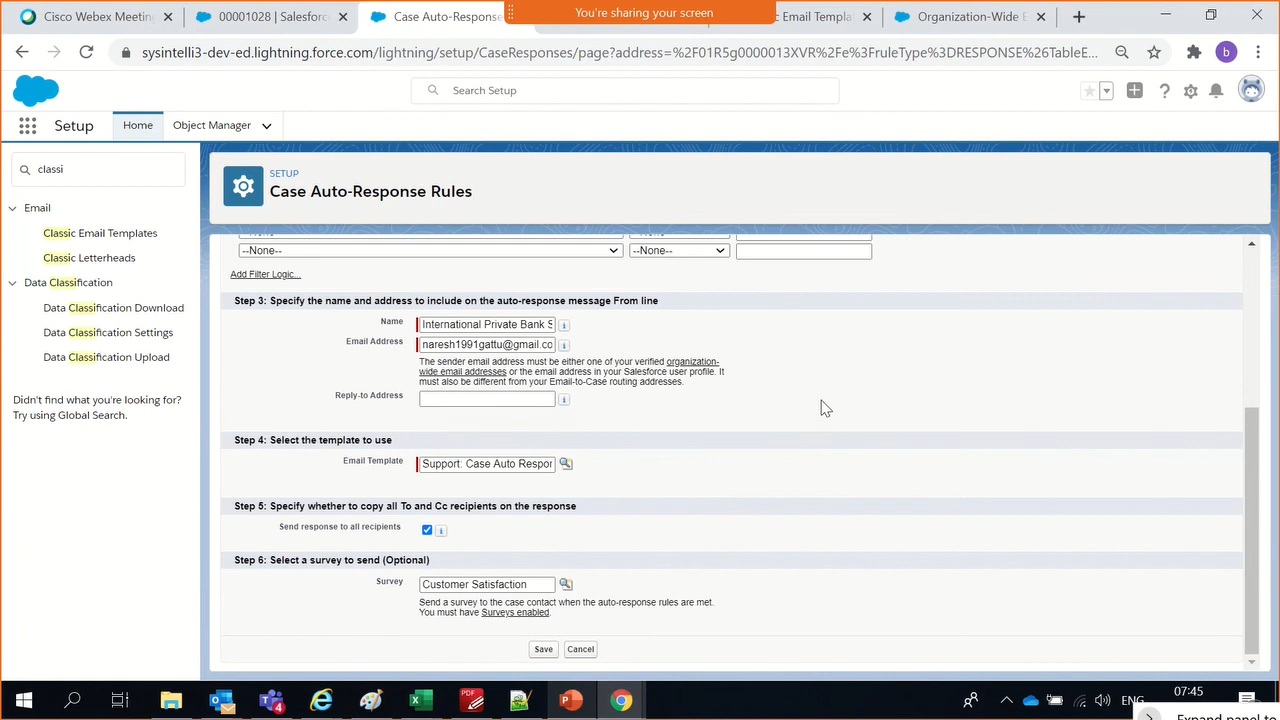 Cisco Webex Meetin
00001028 | Salesforc
Case Auto-Respons
You're sharing your screen
c Email Templa
Organization-Wide E
sysintelli3-dev-ed.lightning.force.com/lightning/setup/CaseResponses/page?address=%2F01R5g0000013XVR%2Fe%3FruleType%3DRESPONSE%26TableE...
b
Search Setup
Setup
Home
Object Manager
classi
Email
Classic Email Templates
Classic Letterheads
Data Classification
Data Classification Download
Data Classification Settings
Data Classification Upload
Didn't find what you're looking for?
Try using Global Search.
SETUP
Case Auto-Response Rules
--None--
--None--
Add Filter Logic...
Step 3: Specify the name and address to include on the auto-response message From line
Name
International Private Bank S
Email Address
naresh1991gattu@gmail.co
The sender email address must be either one of your verified organization-
wide email addresses or the email address in your Salesforce user profile. It
must also be different from your Email-to-Case routing addresses.
Reply-to Address
Step 4: Select the template to use
Email Template
Support: Case Auto Respor
Step 5: Specify whether to copy all To and Cc recipients on the response
Send response to all recipients
Step 6: Select a survey to send (Optional)
Survey
Customer Satisfaction
Send a survey to the case contact when the auto-response rules are met.
You must have Surveys enabled.
Save
Cancel
ENG
07:45
Expand panel to